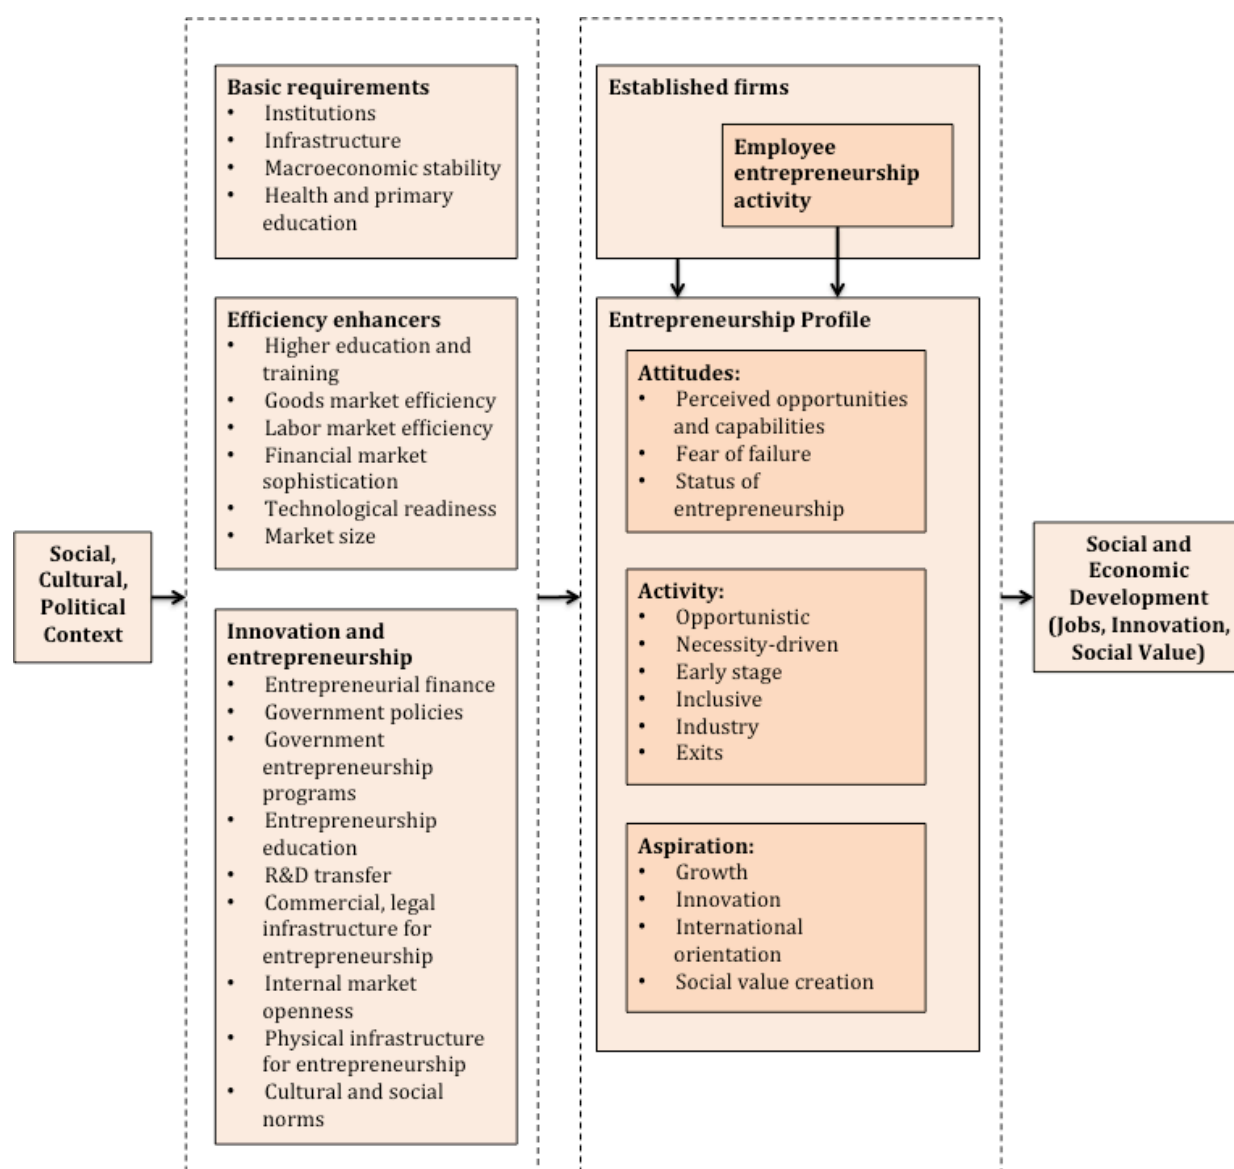 Social,
Cultural,
Political
Context
Basic requirements
• Institutions
• Infrastructure
• Macroeconomic stability
• Health and primary
education
Efficiency enhancers
• Higher education and
training
• Goods market efficiency
• Labor market efficiency
• Financial market
sophistication
• Technological readiness
• Market size
Innovation and
entrepreneurship
• Entrepreneurial finance
• Government policies
• Government
entrepreneurship
programs
• Entrepreneurship
education
• R&D transfer
• Commercial, legal
infrastructure for
entrepreneurship
• Internal market
openness
• Physical infrastructure
for entrepreneurship
• Cultural and social
norms
Established firms
Employee
entrepreneurship
activity
Entrepreneurship Profile
Attitudes:
• Perceived opportunities
and capabilities
• Fear of failure
• Status of
entrepreneurship
Activity:
• Opportunistic
• Necessity-driven
• Early stage
• Inclusive
• Industry
• Exits
Aspiration:
• Growth
• Innovation
• International
orientation
• Social value creation
Social and
Economic
Development
(Jobs, Innovation,
Social Value)